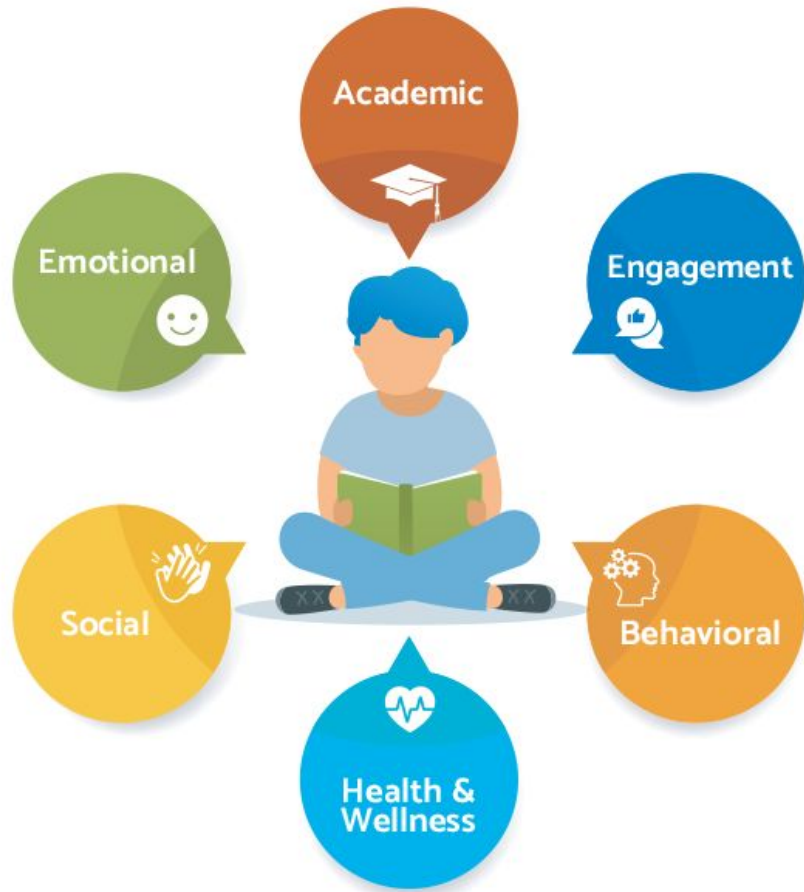 Academic
Emotional
Engagement
Social
Behavioral
Health &
Wellness